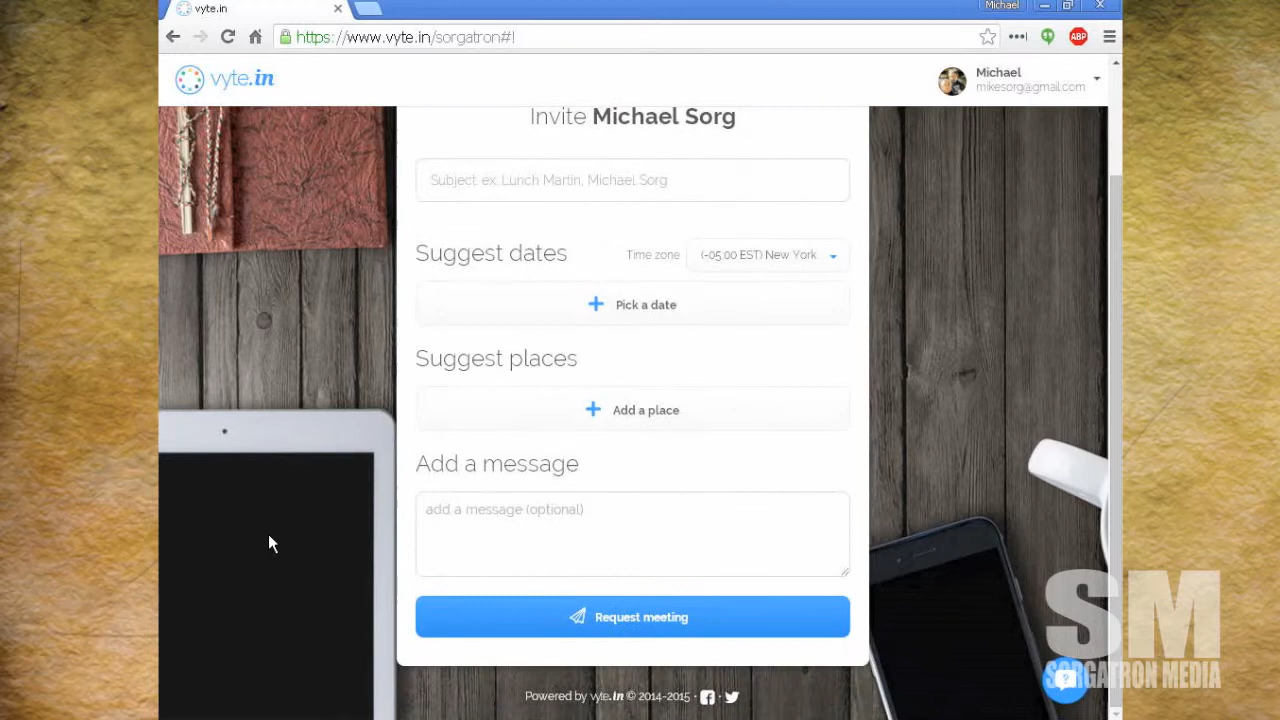 vyte.in
Michael
https://www.vyte.in/sorgatron#!
ABP
vyte.in
Michael
mikesorg@gmail.com
Invite Michael Sorg
Subject ex: Lunch Martin, Michael Sorg
Suggest dates
Time zone
(-05:00 EST) New York
Pick a date
Suggest places
Add a place
Add a message
add a message (optional)
Request meeting
Powered by vyte.in © 2014-2015 • •
SM
SORGATRON MEDIA